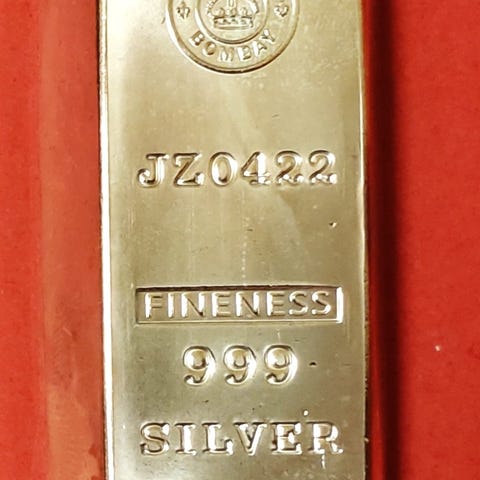 BOMBAY
JZ0422
FINENESS
999
SILVER